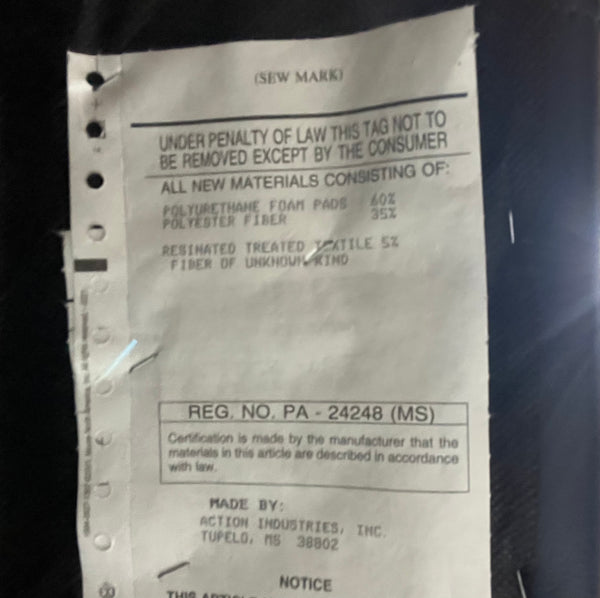 (SEW MARK)
UNDER PENALTY OF LAW THIS TAG NOT TO
BE REMOVED EXCEPT BY THE CONSUMER
ALL NEW MATERIALS CONSISTING OF:
POLYURETHANE FOAM PADS 60%
POLYESTER FIBER 35%
RESINATED TREATED TEXTILE 5%
FIBER OF UNKNOWN KIND
REG. NO. PA - 24248 (MS)
Certification is made by the manufacturer that the
materials in this article are described in accordance
with law.
MADE BY:
ACTION INDUSTRIES, INC.
TUPELO, MS 38802
NOTICE
THIS